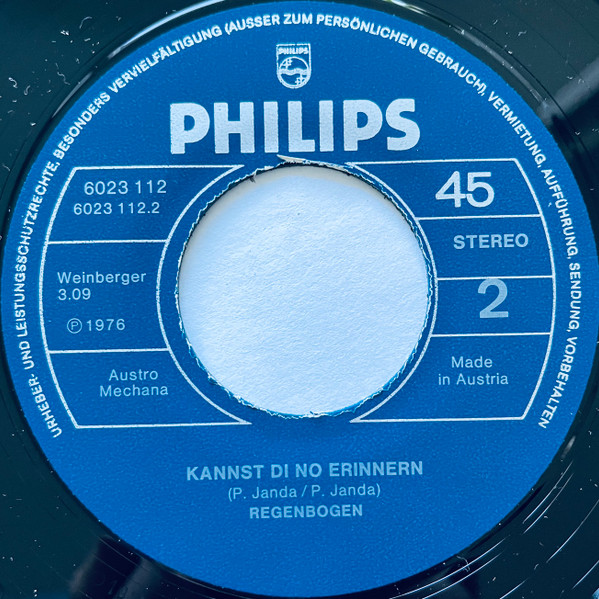 URHEBER- UND LEISTUNGSSCHUTZRECHTE, BESONDERS VERVIELFÄLTIGUNG (AUSSER ZUM PERSÖNLICHEN GEBRAUCH), VERMIETUNG, AUFFÜHRUNG, SENDUNG, VORBEHALTEN
PHILIPS
PHILIPS
6023 112
6023 112.2
45
STEREO
Weinberger
3.09
Ⓟ 1976
2
Austro
Mechana
Made
in Austria
KANNST DI NO ERINNERN
(P. Janda / P. Janda)
REGENBOGEN